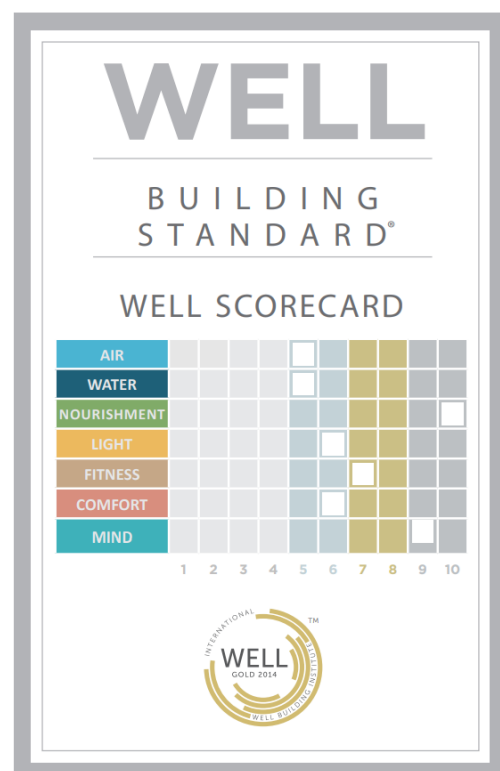 WELL
BUILDING
STANDARD®
WELL SCORECARD
AIR
WATER
NOURISHMENT
LIGHT
FITNESS
COMFORT
MIND
1 2 3 4 5 6 7 8 9 10
INTERNATIONAL
TM
WELL
GOLD 2014
WELL BUILDING INSTITUTE